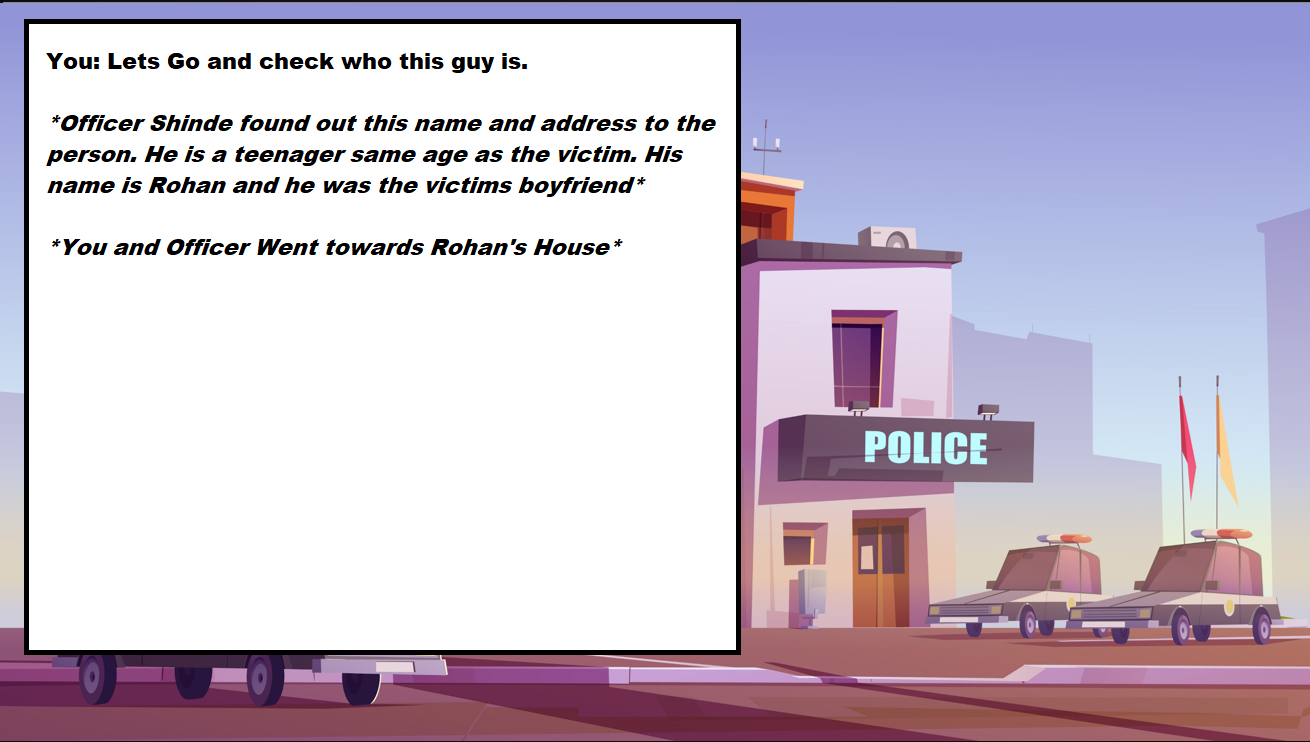 You: Lets Go and check who this guy is.
*Officer Shinde found out this name and address to the
person. He is a teenager same age as the victim. His
name is Rohan and he was the victims boyfriend*
*You and Officer Went towards Rohan's House*
POLICE